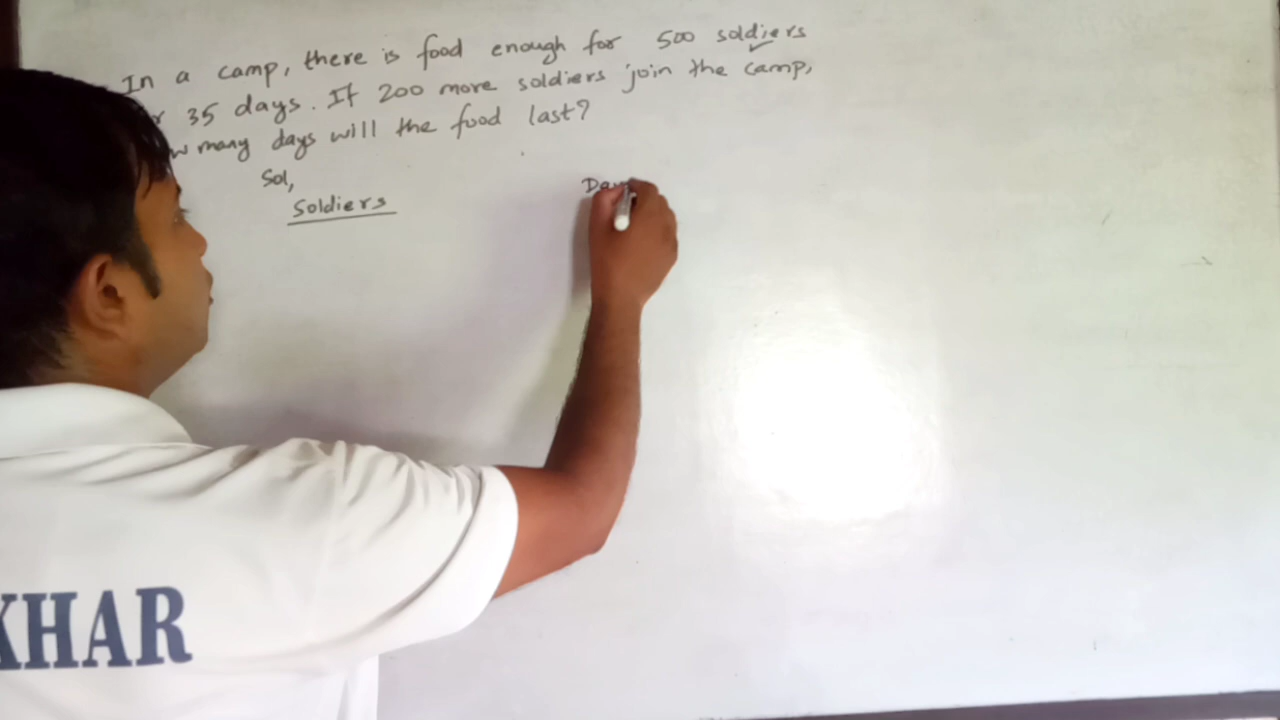 In a camp, there is food enough for 500 soldiers
35 days. If 200 more soldiers join the camp,
many days will the food last?
Sol,
Soldiers
KHAR